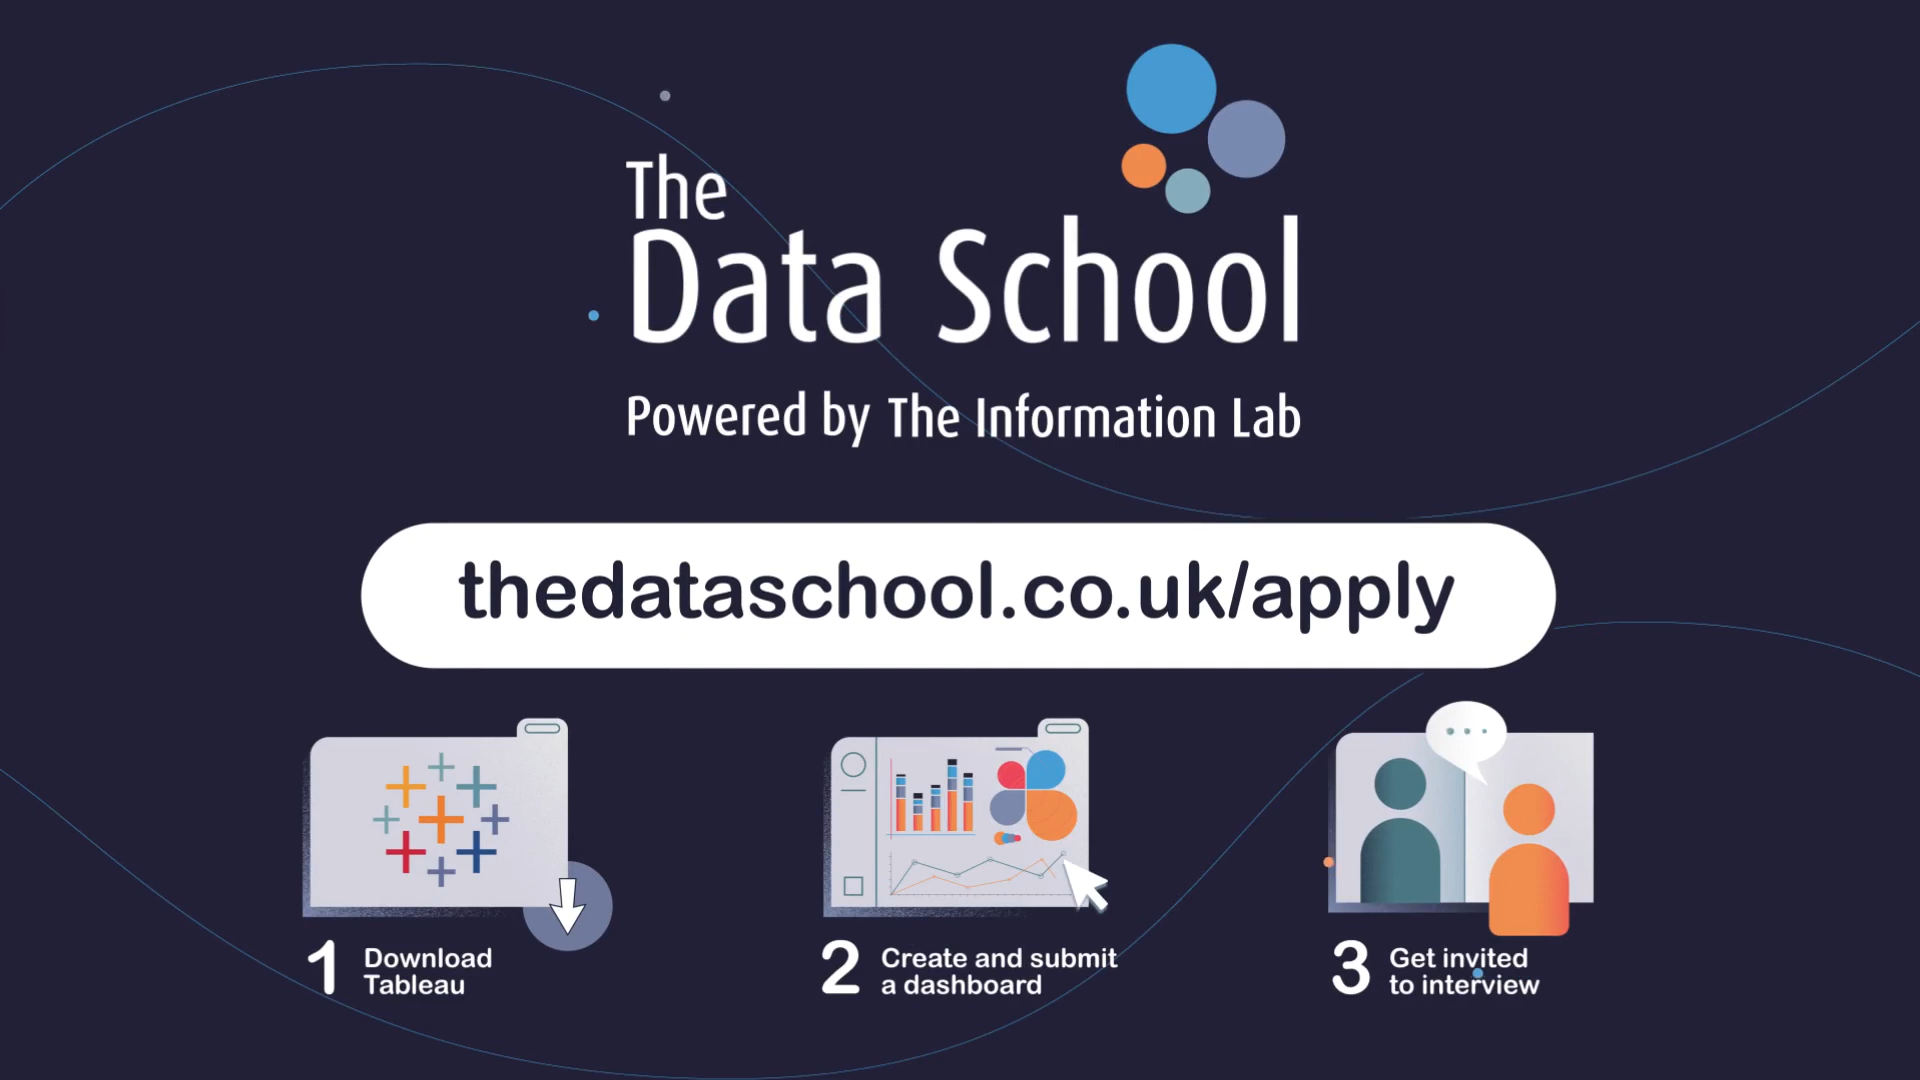 The
Data School
Powered by The Information Lab
thedataschool.co.uk/apply
1 Download
Tableau
2 Create and submit
a dashboard
3 Get invited
to interview